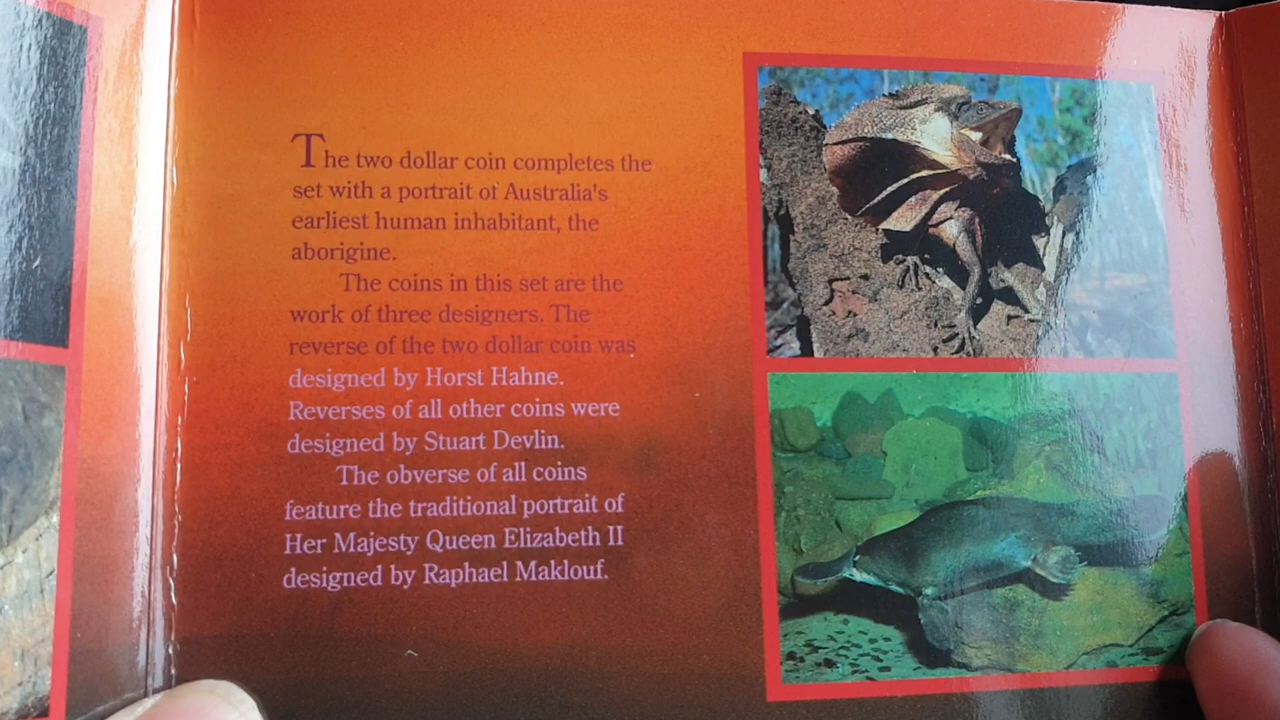 The two dollar coin completes the
set with a portrait of Australia's
earliest human inhabitant, the
aborigine.
The coins in this set are the
work of three designers. The
reverse of the two dollar coin was
designed by Horst Hahne.
Reverses of all other coins were
designed by Stuart Devlin.
The obverse of all coins
feature the traditional portrait of
Her Majesty Queen Elizabeth II
designed by Raphael Maklouf.